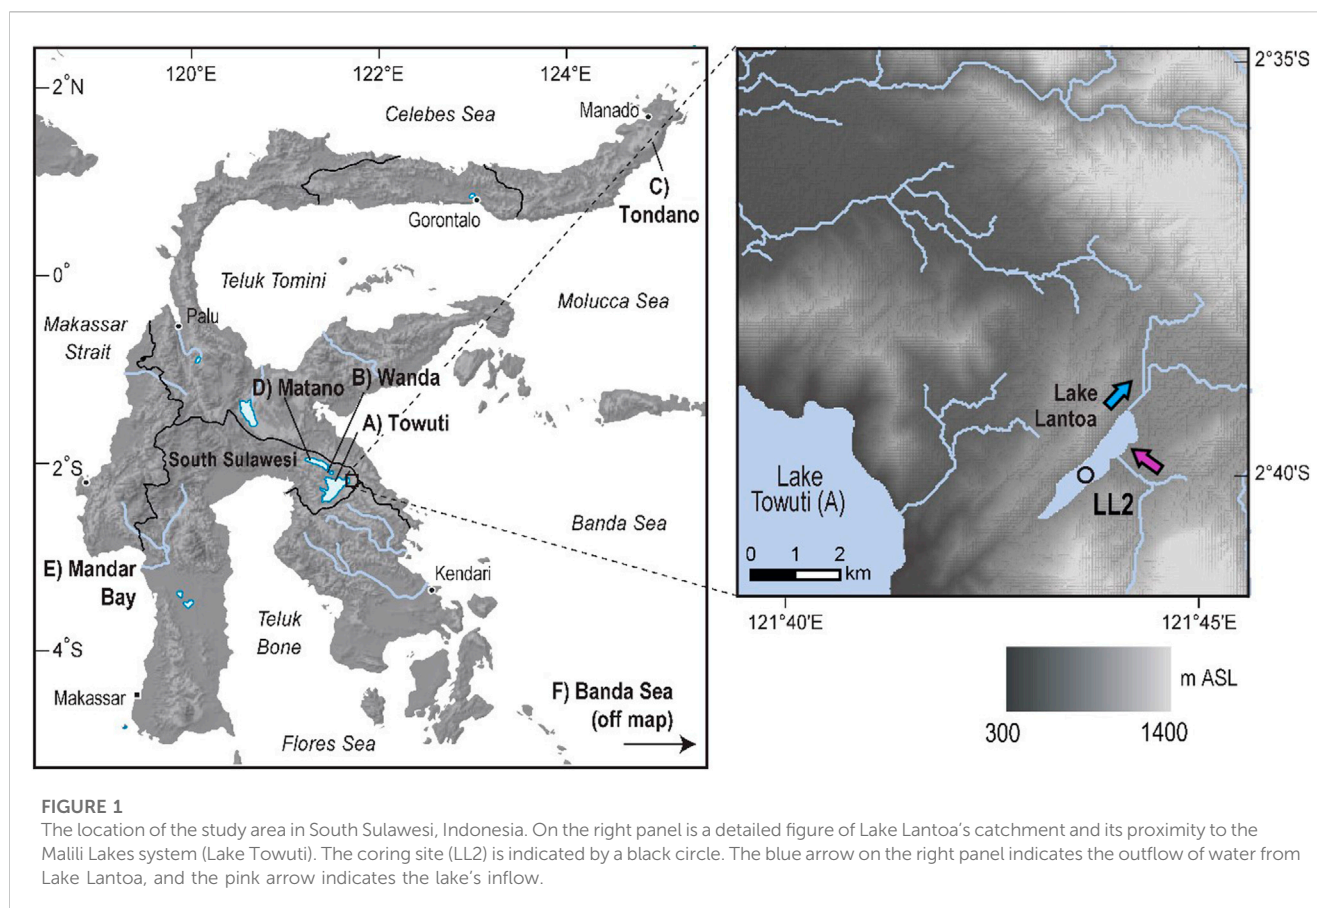 120°E
122°E
124°E
2°N
0°
2°S
4°S
Celebes Sea
Manado
C)
Tondano
Gorontalo
Teluk Tomini
Molucca Sea
Makassar
Strait
Palu
D) Matano
B) Wanda
A) Towuti
South Sulawesi
Banda Sea
E) Mandar
Bay
Kendari
Teluk
Bone
Makassar
F) Banda Sea
(off map)
Flores Sea
2°35'S
2°40'S
Lake
Lantoa
Lake
Towuti (A)
LL2
0 1 2
km
121°40'E
121°45'E
m ASL
300 1400
FIGURE 1
The location of the study area in South Sulawesi, Indonesia. On the right panel is a detailed figure of Lake Lantoa's catchment and its proximity to the
Malili Lakes system (Lake Towuti). The coring site (LL2) is indicated by a black circle. The blue arrow on the right panel indicates the outflow of water from
Lake Lantoa, and the pink arrow indicates the lake's inflow.